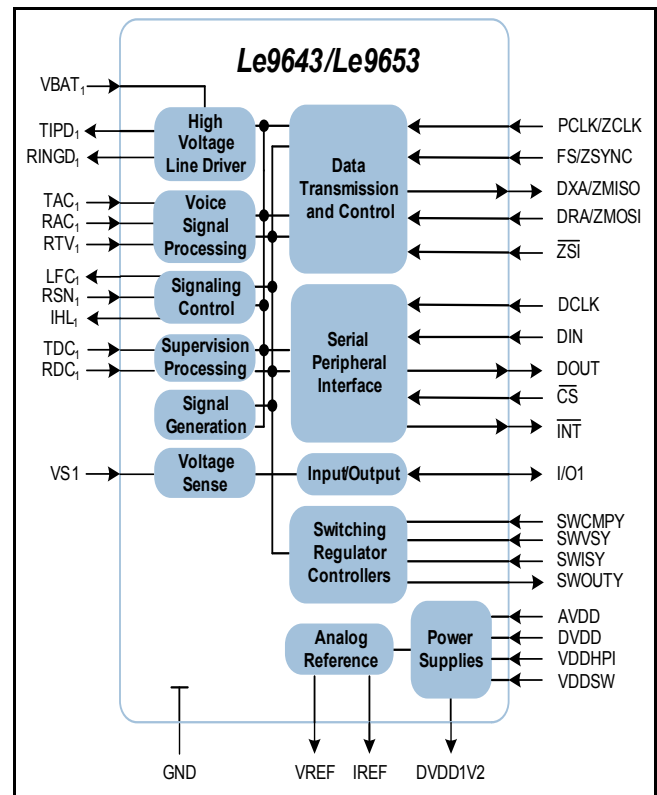 Le9643/Le9653
VBAT₁
TIPD₁
RINGD₁
TAC₁
RAC₁
RTV₁
LFC₁
RSN₁
IHL₁
TDC₁
RDC₁
VS1
High
Voltage
Line Driver
Voice
Signal
Processing
Signaling
Control
Supervision
Processing
Signal
Generation
Voltage
Sense
Data
Transmission
and Control
Serial
Peripheral
Interface
Input/Output
Switching
Regulator
Controllers
Analog
Reference
Power
Supplies
PCLK/ZCLK
FS/ZSYNC
DXA/ZMISO
DRA/ZMOSI
Z̅S̅I̅
DCLK
DIN
DOUT
C̅S̅
I̅N̅T̅
I/O1
SWCMPY
SWVSY
SWISY
SWOUTY
AVDD
DVDD
VDDHPI
VDDSW
GND
VREF
IREF
DVDD1V2